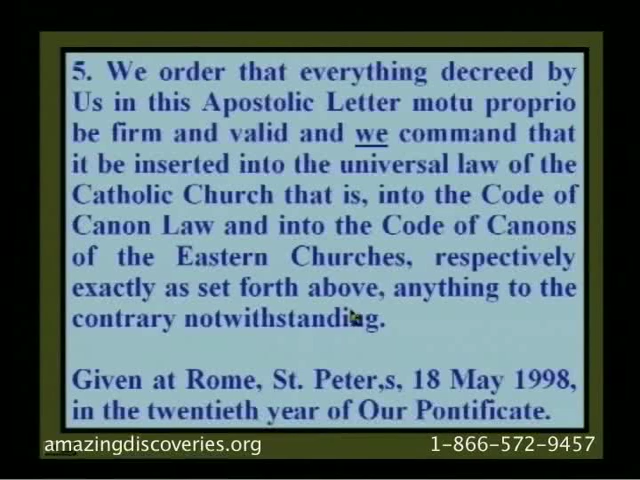 5. We order that everything decreed by
Us in this Apostolic Letter motu proprio
be firm and valid and we command that
it be inserted into the universal law of the
Catholic Church that is, into the Code of
Canon Law and into the Code of Canons
of the Eastern Churches, respectively
exactly as set forth above, anything to the
contrary notwithstanding.
Given at Rome, St. Peter,s, 18 May 1998,
in the twentieth year of Our Pontificate.
amazingdiscoveries.org 1-866-572-9457